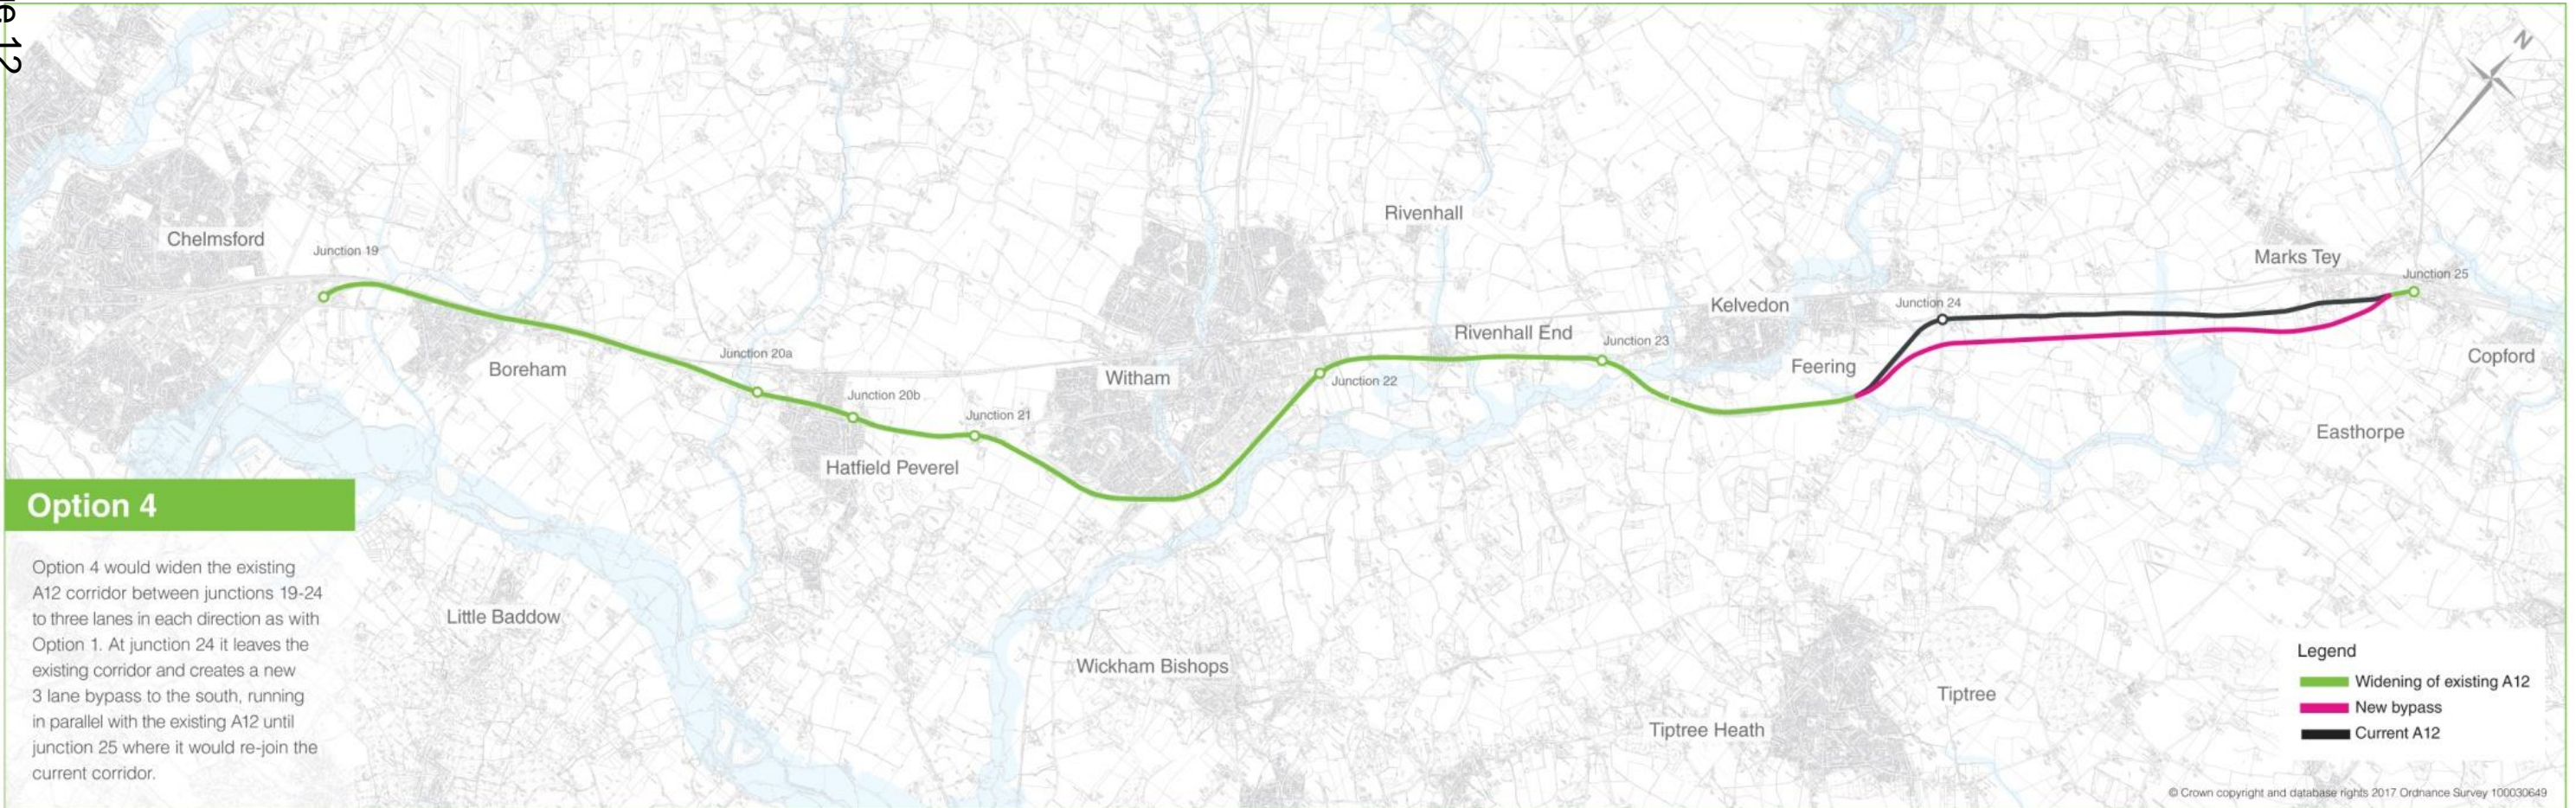 N
Rivenhall
Chelmsford
Junction 19
Marks Tey
Junction 25
Kelvedon
Junction 24
Rivenhall End
Junction 23
Junction 20a
Boreham
Witham
Junction 22
Feering
Copford
Junction 20b
Junction 21
Hatfield Peverel
Easthorpe
Option 4
Option 4 would widen the existing
A12 corridor between junctions 19-24
to three lanes in each direction as with
Option 1. At junction 24 it leaves the
existing corridor and creates a new
3 lane bypass to the south, running
in parallel with the existing A12 until
junction 25 where it would re-join the
current corridor.
Little Baddow
Wickham Bishops
Tiptree
Tiptree Heath
Legend
Widening of existing A12
New bypass
Current A12
© Crown copyright and database rights 2017 Ordnance Survey 100030649